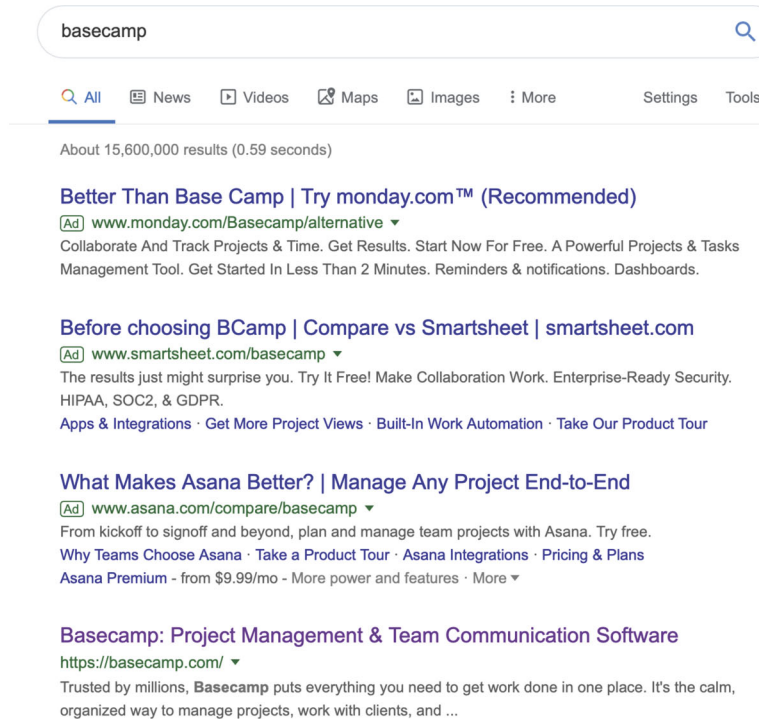 basecamp
All News Videos Maps Images More Settings Tools
About 15,600,000 results (0.59 seconds)
Better Than Base Camp | Try monday.com™ (Recommended)
Ad www.monday.com/Basecamp/alternative
Collaborate And Track Projects & Time. Get Results. Start Now For Free. A Powerful Projects & Tasks
Management Tool. Get Started In Less Than 2 Minutes. Reminders & notifications. Dashboards.
Before choosing BCamp | Compare vs Smartsheet | smartsheet.com
Ad www.smartsheet.com/basecamp
The results just might surprise you. Try It Free! Make Collaboration Work. Enterprise-Ready Security.
HIPAA, SOC2, & GDPR.
Apps & Integrations · Get More Project Views · Built-In Work Automation · Take Our Product Tour
What Makes Asana Better? | Manage Any Project End-to-End
Ad www.asana.com/compare/basecamp
From kickoff to signoff and beyond, plan and manage team projects with Asana. Try free.
Why Teams Choose Asana · Take a Product Tour · Asana Integrations · Pricing & Plans
Asana Premium - from $9.99/mo - More power and features · More
Basecamp: Project Management & Team Communication Software
https://basecamp.com/
Trusted by millions, Basecamp puts everything you need to get work done in one place. It's the calm,
organized way to manage projects, work with clients, and ...